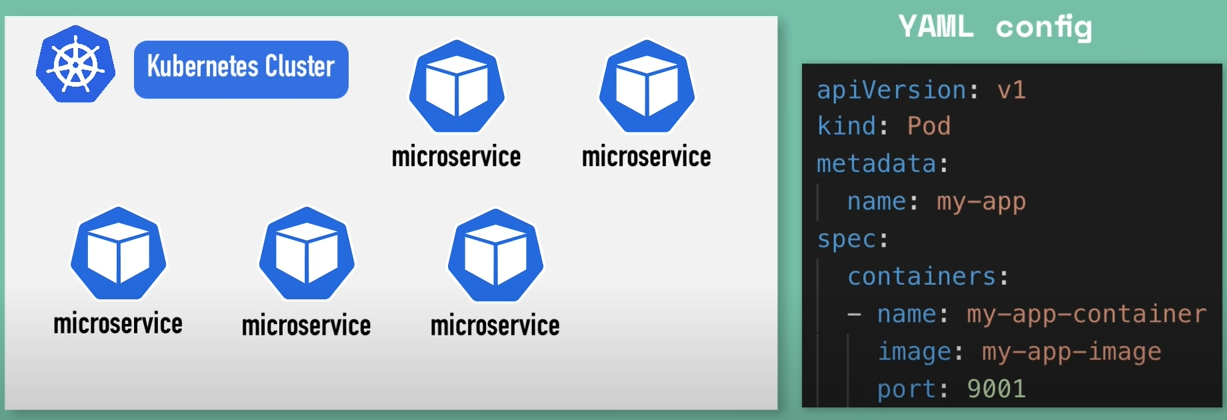 Kubernetes Cluster
microservice
microservice
microservice
microservice
microservice
YAML config
apiVersion: v1
kind: Pod
metadata:
  name: my-app
spec:
  containers:
  - name: my-app-container
    image: my-app-image
    port: 9001